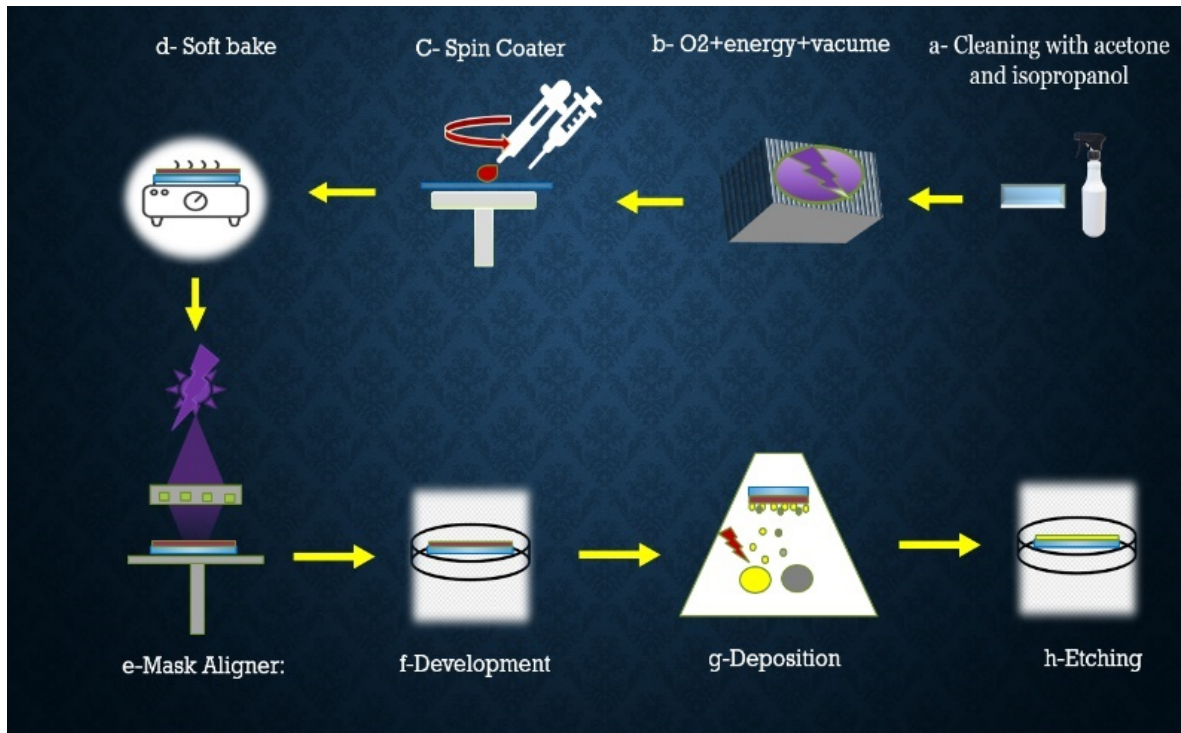 a- Cleaning with acetone
and isopropanol
b- O2+energy+vacume
C- Spin Coater
d- Soft bake
e-Mask Aligner:
f-Development
g-Deposition
h-Etching